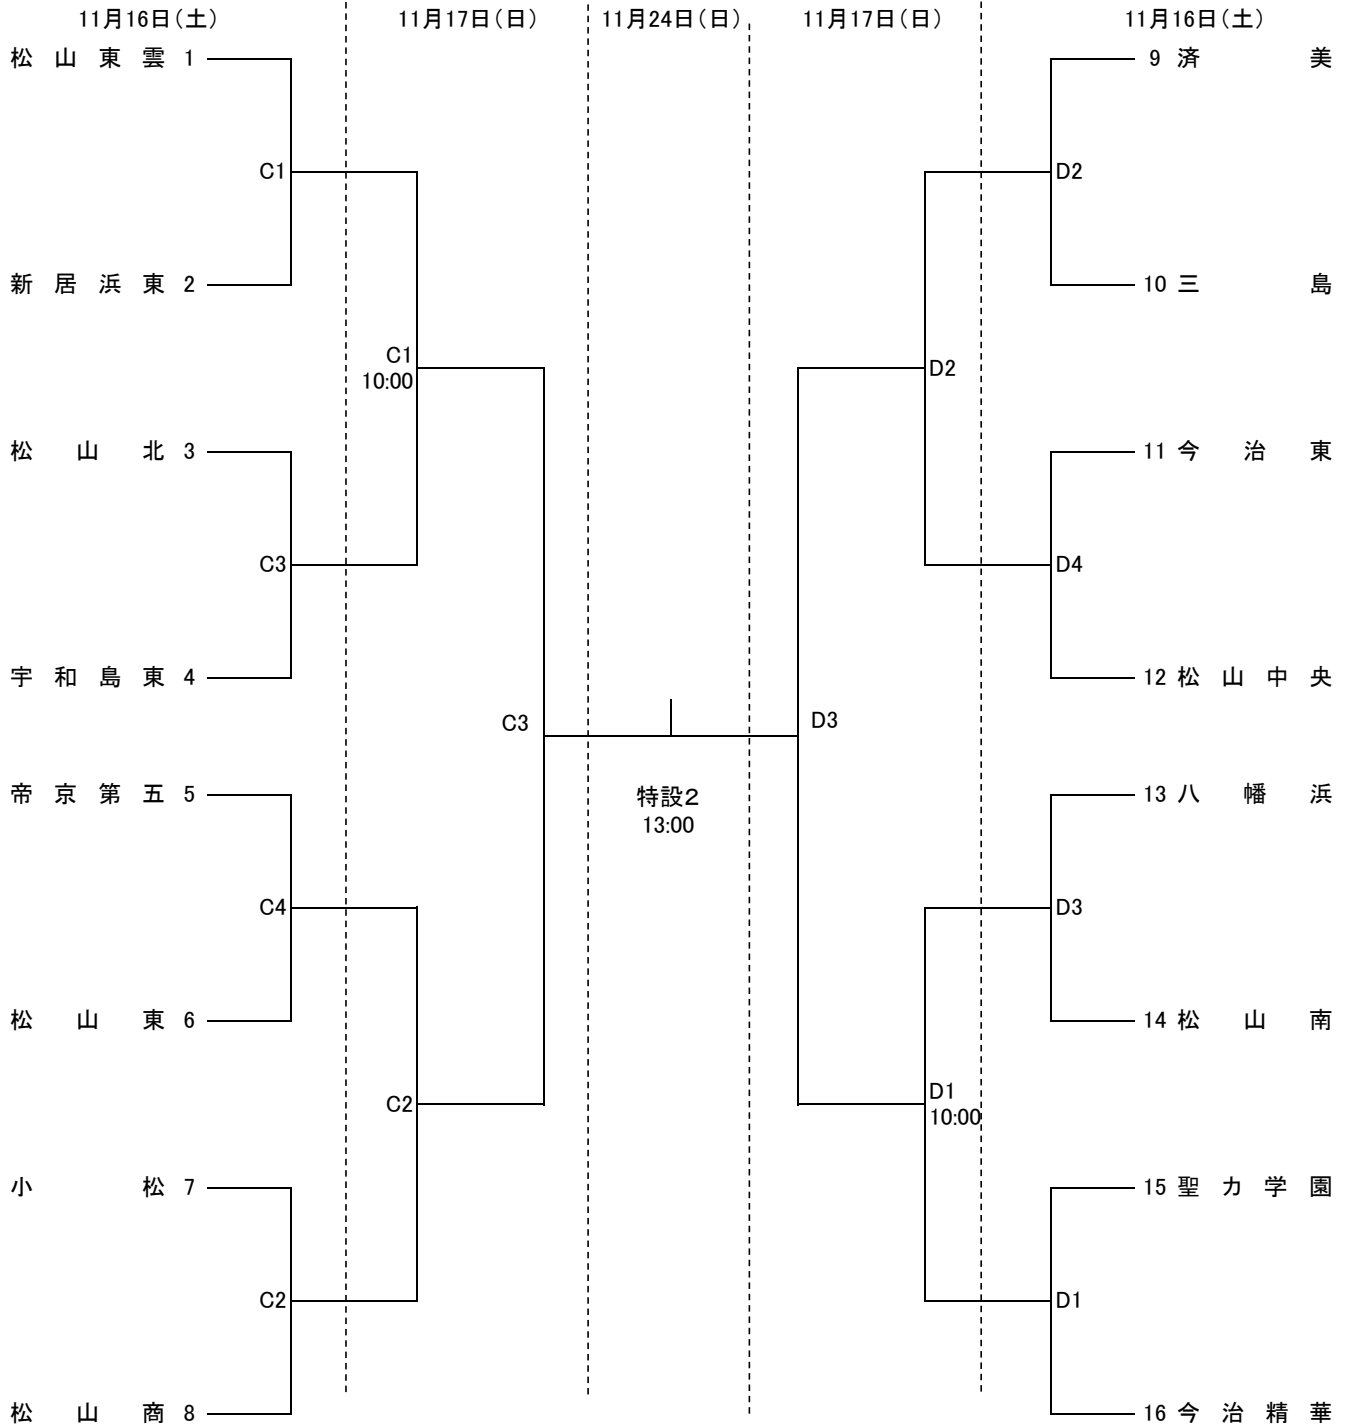 11月16日(土) 11月17日(日) 11月24日(日) 11月17日(日) 11月16日(土)
松山東雲 1 9 済美
C1 D2
新居浜東 2 10 三島
C1 D2
10:00
松山北 3 11 今治東
C3 D4
宇和島東 4 12 松山中央
C3 D3
帝京第五 5 特設2 13 八幡浜
13:00
C4 D3
松山東 6 14 松山南
C2 D1
10:00
小松 7 15 聖カ学園
C2 D1
松山商 8 16 今治精華